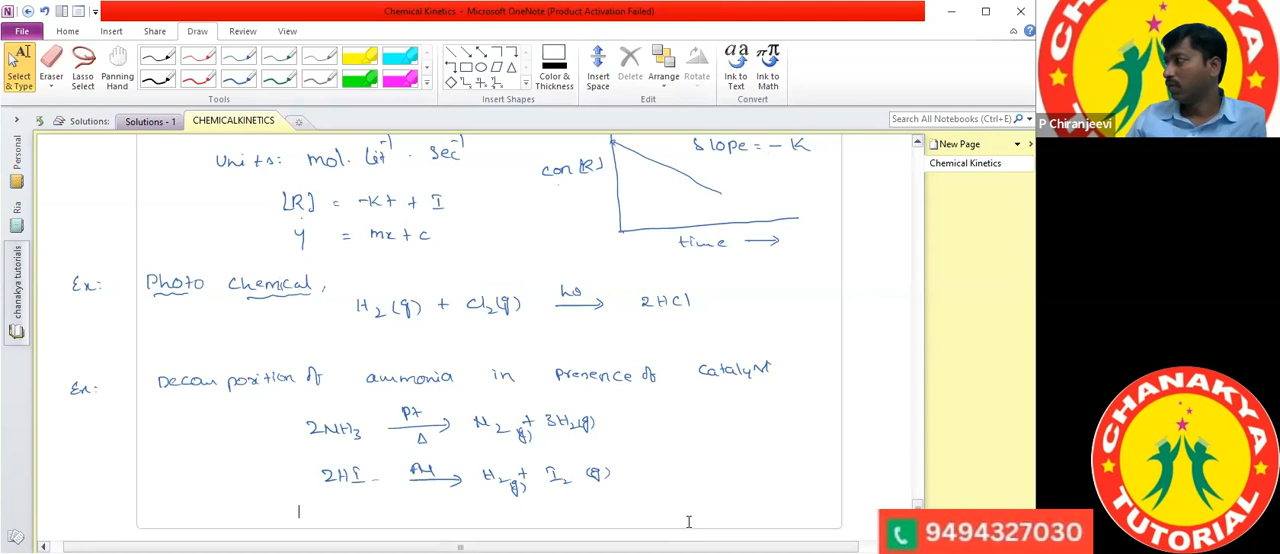 Chemical Kinetics - Microsoft OneNote (Product Activation Failed)
File Home Insert Share Draw Review View
Select & Type Eraser Lasso Select Panning Hand Color & Thickness Insert Space Delete Arrange Rotate Ink to Text Ink to Math
Tools Insert Shapes Edit Convert
Solutions: Solutions - 1 CHEMICALKINETICS Search All Notebooks (Ctrl+E)
New Page
Chemical Kinetics
Personal
Ria
chanakya tutorials
Units: mol. Lit⁻¹ . Sec⁻¹
con [R]
Slope = - K
[R] = -Kt + I
y = mx + c
time →
Ex: Photo Chemical,
H₂(g) + Cl₂(g) hν → 2HCl
Ex: Decomposition of ammonia in presence of catalyst
2NH₃ Pt Δ → N₂(g) + 3H₂(g)
2HI → H₂(g) + I₂ (g)
CHANAKYA
P Chiranjeevi
CHANAKYA
TUTORIAL
9494327030